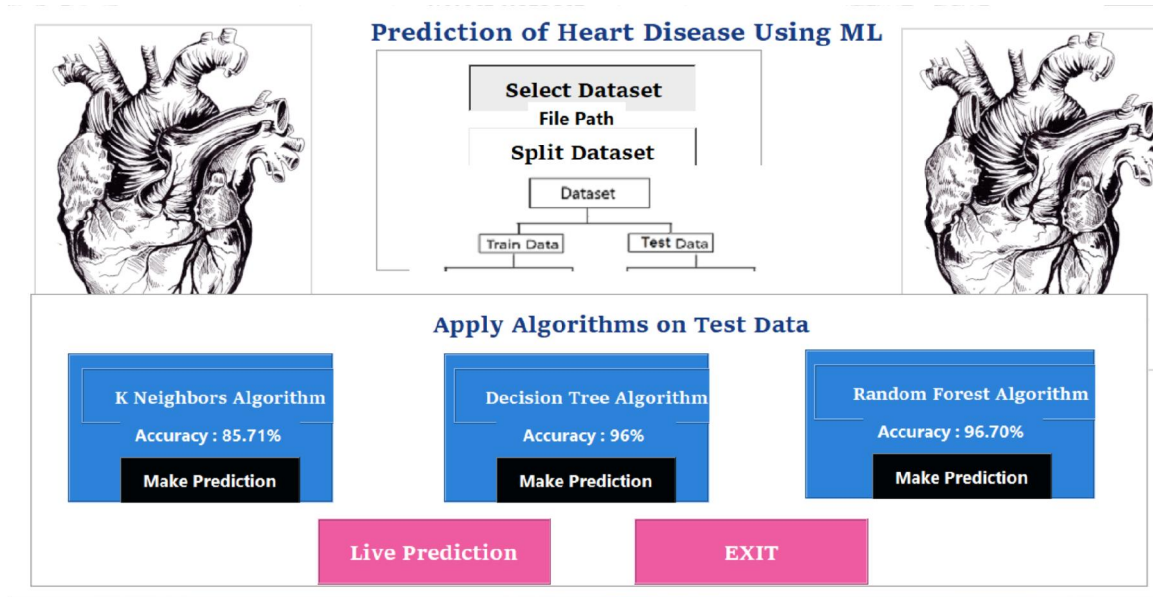 Prediction of Heart Disease Using ML
Select Dataset
File Path
Split Dataset
Dataset
Train Data
Test Data
Apply Algorithms on Test Data
K Neighbors Algorithm
Accuracy : 85.71%
Make Prediction
Decision Tree Algorithm
Accuracy : 96%
Make Prediction
Random Forest Algorithm
Accuracy : 96.70%
Make Prediction
Live Prediction
EXIT